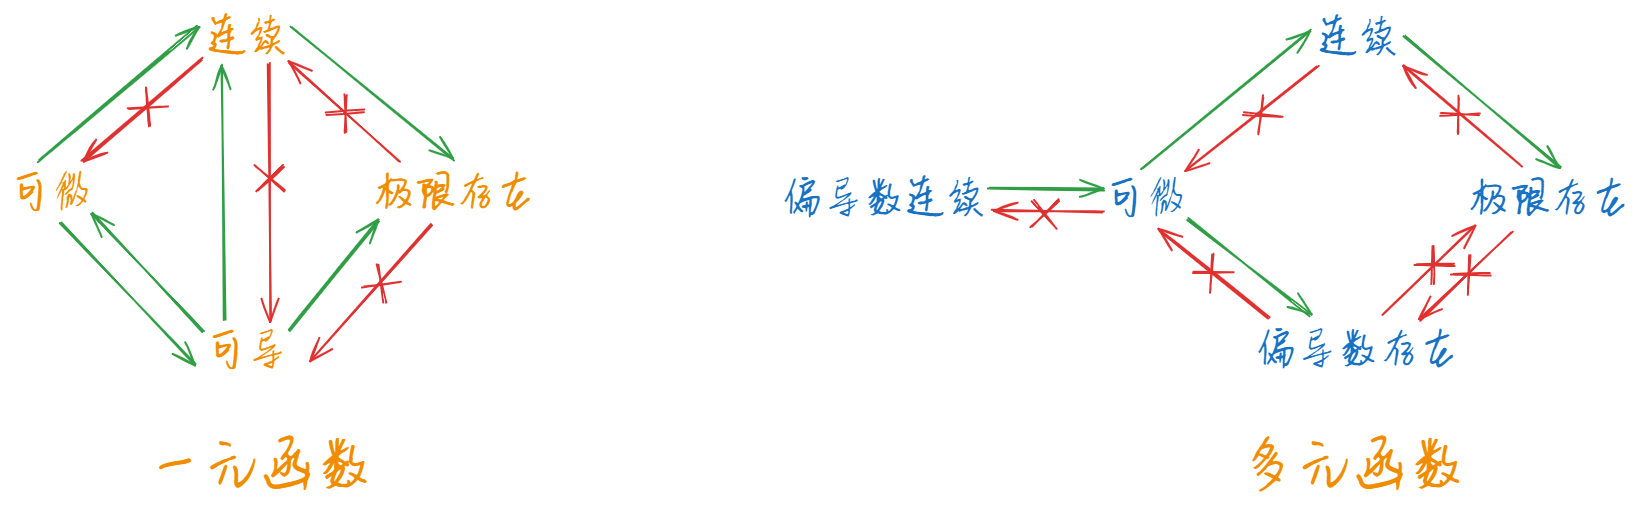 连续
可微
极限存在
可导
一元函数
连续
偏导数连续
可微
极限存在
偏导数存在
多元函数